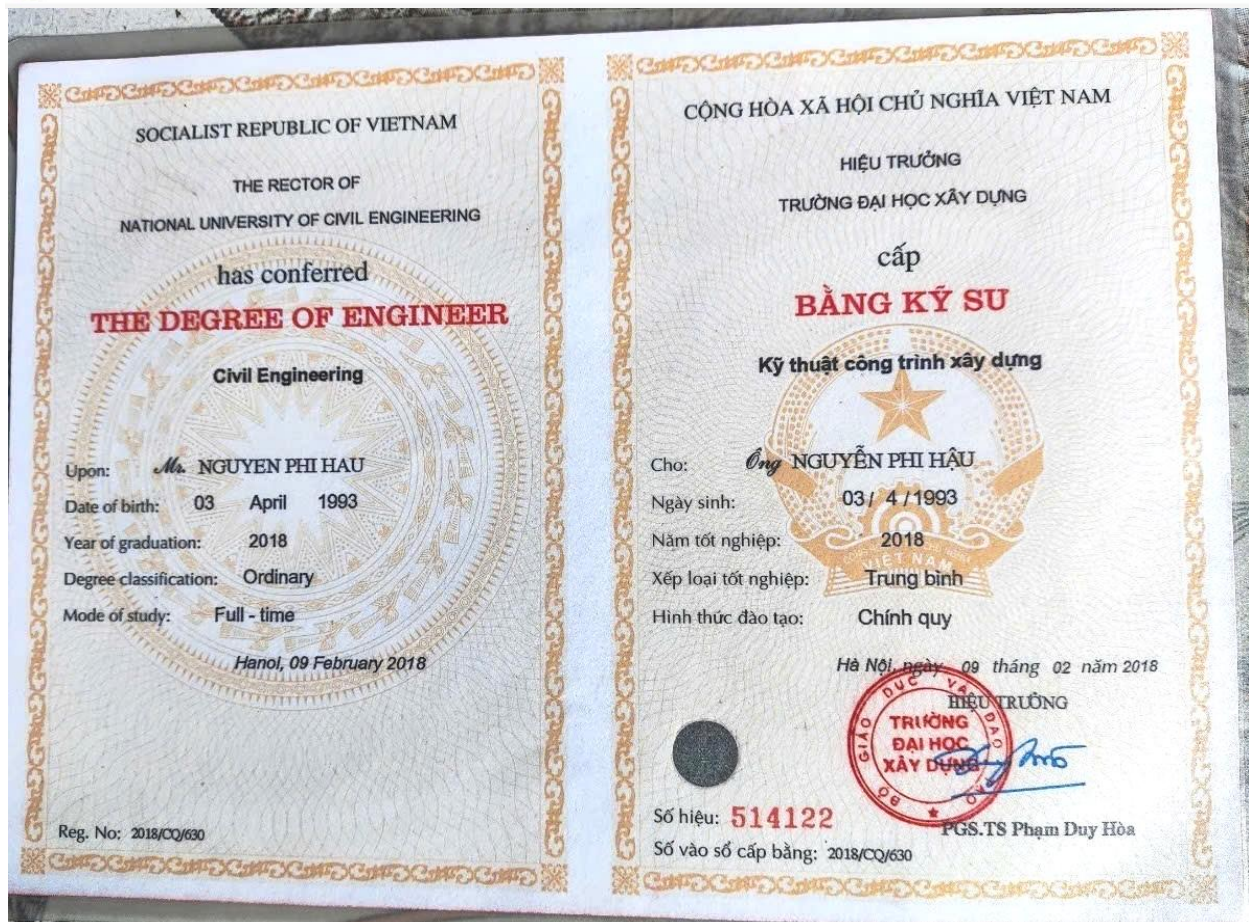 SOCIALIST REPUBLIC OF VIETNAM
THE RECTOR OF
NATIONAL UNIVERSITY OF CIVIL ENGINEERING
has conferred
THE DEGREE OF ENGINEER
Civil Engineering
Upon: Mr. NGUYEN PHI HAU
Date of birth: 03 April 1993
Year of graduation: 2018
Degree classification: Ordinary
Mode of study: Full - time
Hanoi, 09 February 2018
Reg. No: 2018/CQ/630
CỘNG HÒA XÃ HỘI CHỦ NGHĨA VIỆT NAM
HIỆU TRƯỞNG
TRƯỜNG ĐẠI HỌC XÂY DỰNG
cấp
BẰNG KỸ SƯ
Kỹ thuật công trình xây dựng
Cho: Ông NGUYỄN PHI HẬU
Ngày sinh: 03/ 4 /1993
Năm tốt nghiệp: 2018
Xếp loại tốt nghiệp: Trung bình
Hình thức đào tạo: Chính quy
Hà Nội, ngày 09 tháng 02 năm 2018
HIỆU TRƯỞNG
BỘ GIÁO DỤC VÀ ĐÀO TẠO
TRƯỜNG
ĐẠI HỌC
XÂY DỰNG
Số hiệu: 514122
PGS.TS Phạm Duy Hòa
Số vào sổ cấp bằng: 2018/CQ/630